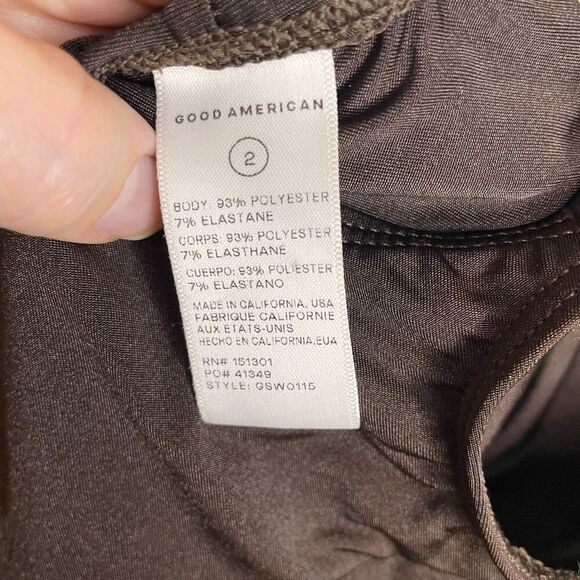 GOOD AMERICAN
2
BODY: 93% POLYESTER
7% ELASTANE
CORPS: 93% POLYESTER
7% ELASTHANE
CUERPO: 93% POLIESTER
7% ELASTANO
MADE IN CALIFORNIA, USA
FABRIQUE CALIFORNIE
AUX ETATS-UNIS
HECHO EN CALIFORNIA,EUA
RN# 151301
PO# 41349
STYLE: GSW0115